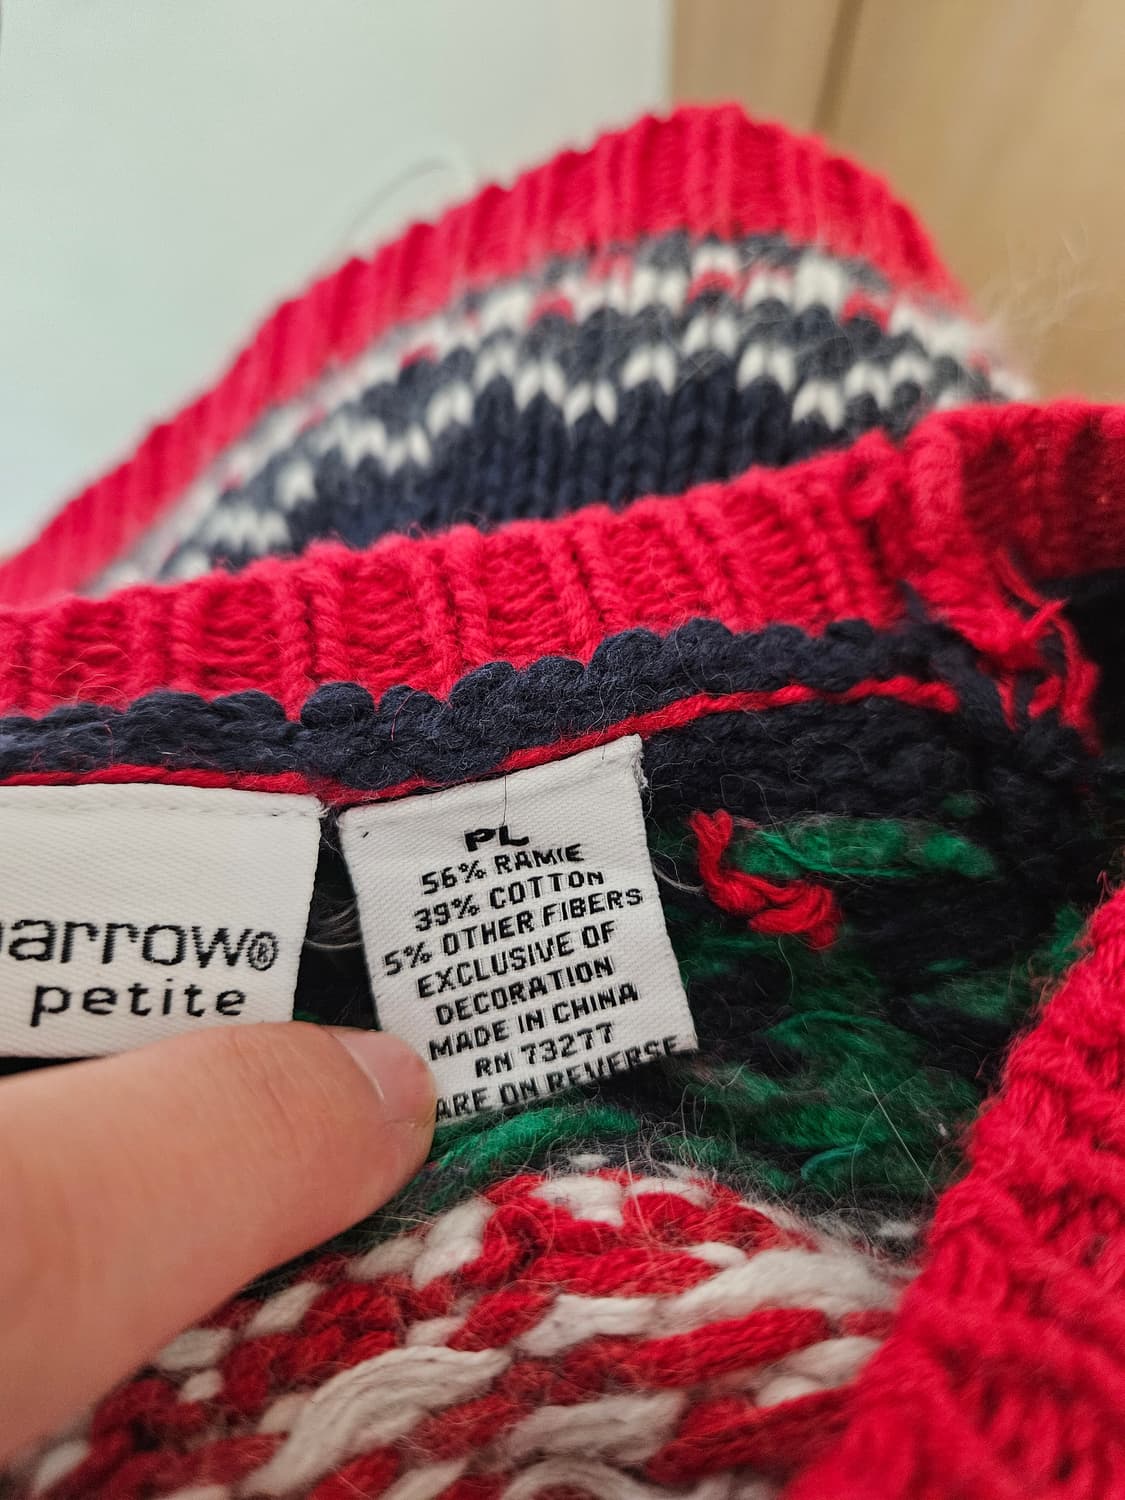 arrow®
petite
PL
56% RAMIE
39% COTTON
5% OTHER FIBERS
EXCLUSIVE OF
DECORATION
MADE IN CHINA
RN 73277
ARE ON REVERSE